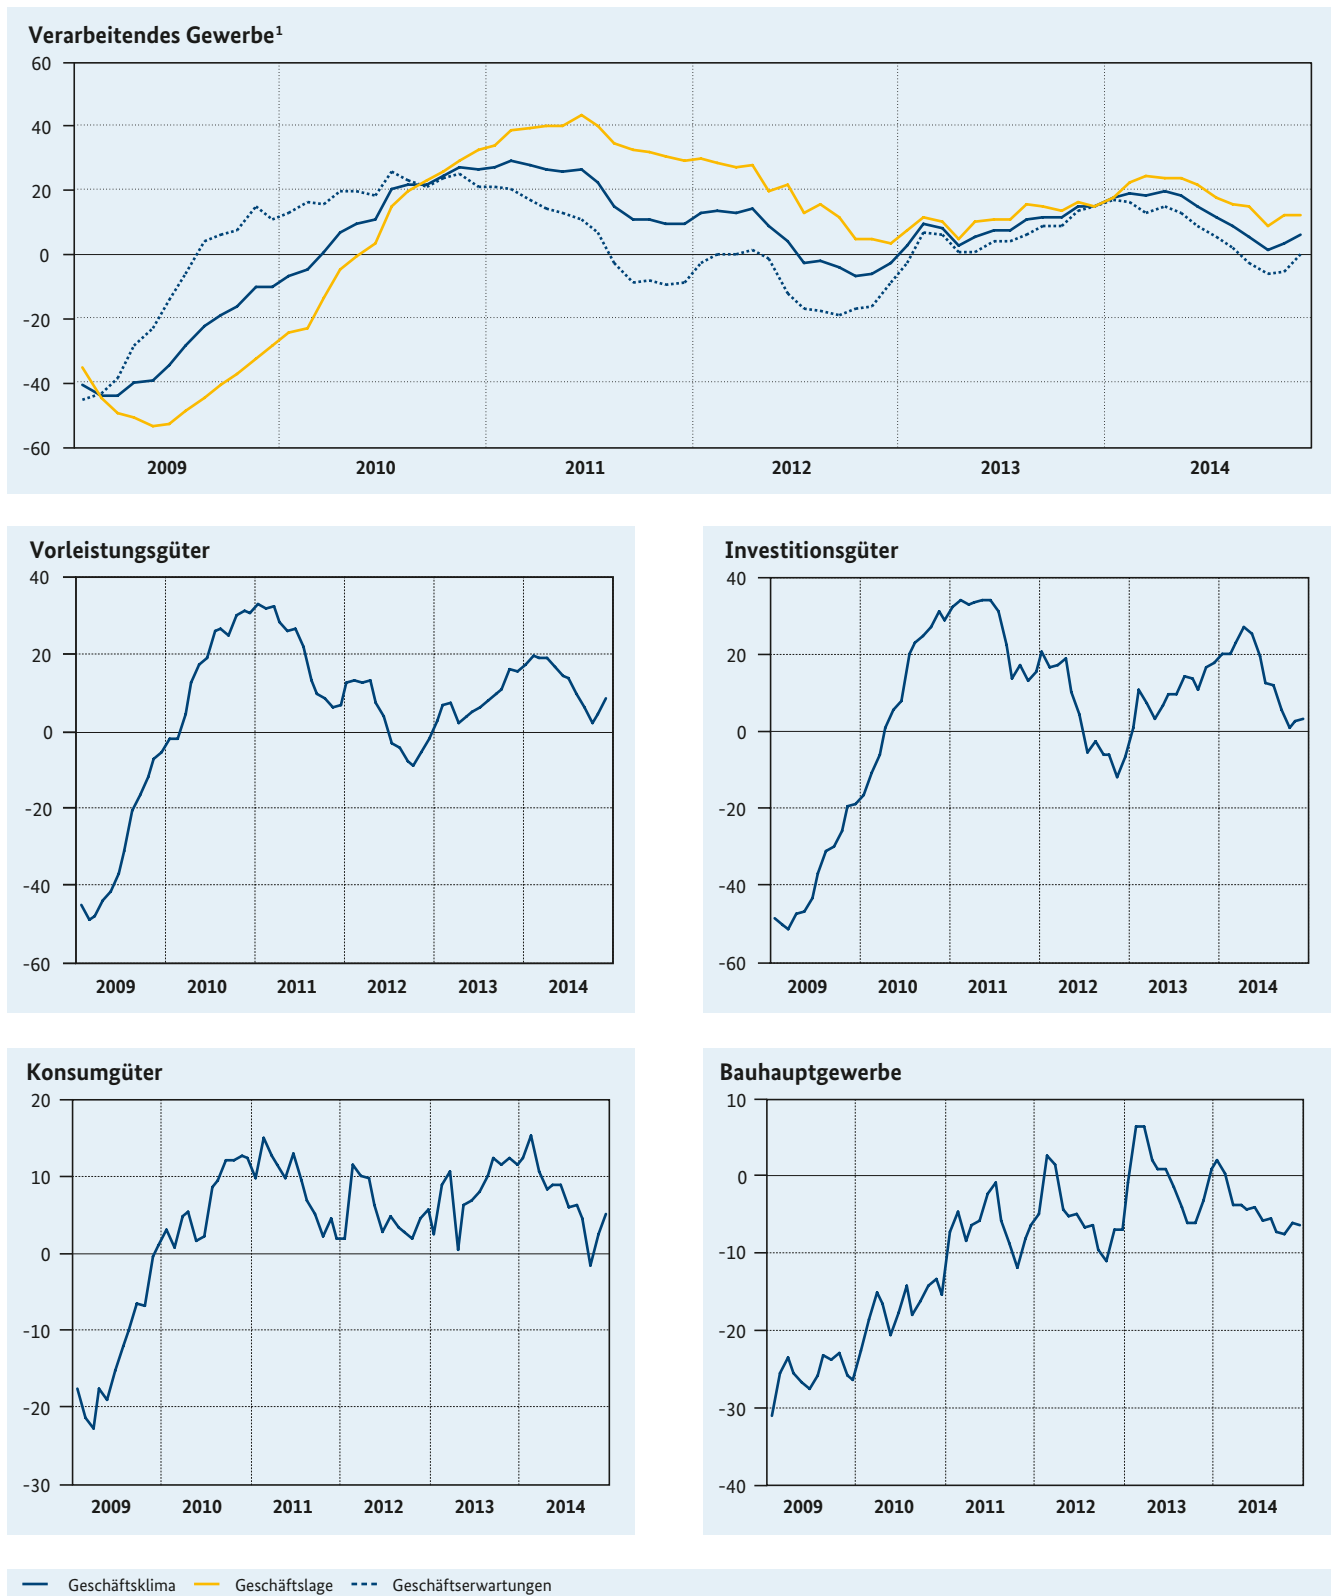 Verarbeitendes Gewerbe¹
60
40
20
0
-20
-40
-60
2009 2010 2011 2012 2013 2014
Vorleistungsgüter
40
20
0
-20
-40
-60
2009 2010 2011 2012 2013 2014
Investitionsgüter
40
20
0
-20
-40
-60
2009 2010 2011 2012 2013 2014
Konsumgüter
20
10
0
-10
-20
-30
2009 2010 2011 2012 2013 2014
Bauhauptgewerbe
10
0
-10
-20
-30
-40
2009 2010 2011 2012 2013 2014
Geschäftsklima Geschäftslage Geschäftserwartungen